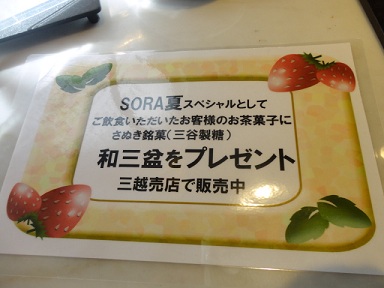 SORA夏スペシャルとして
ご飲食いただいたお客様のお茶菓子に
さぬき銘菓(三谷製糖)
和三盆をプレゼント
三越売店で販売中